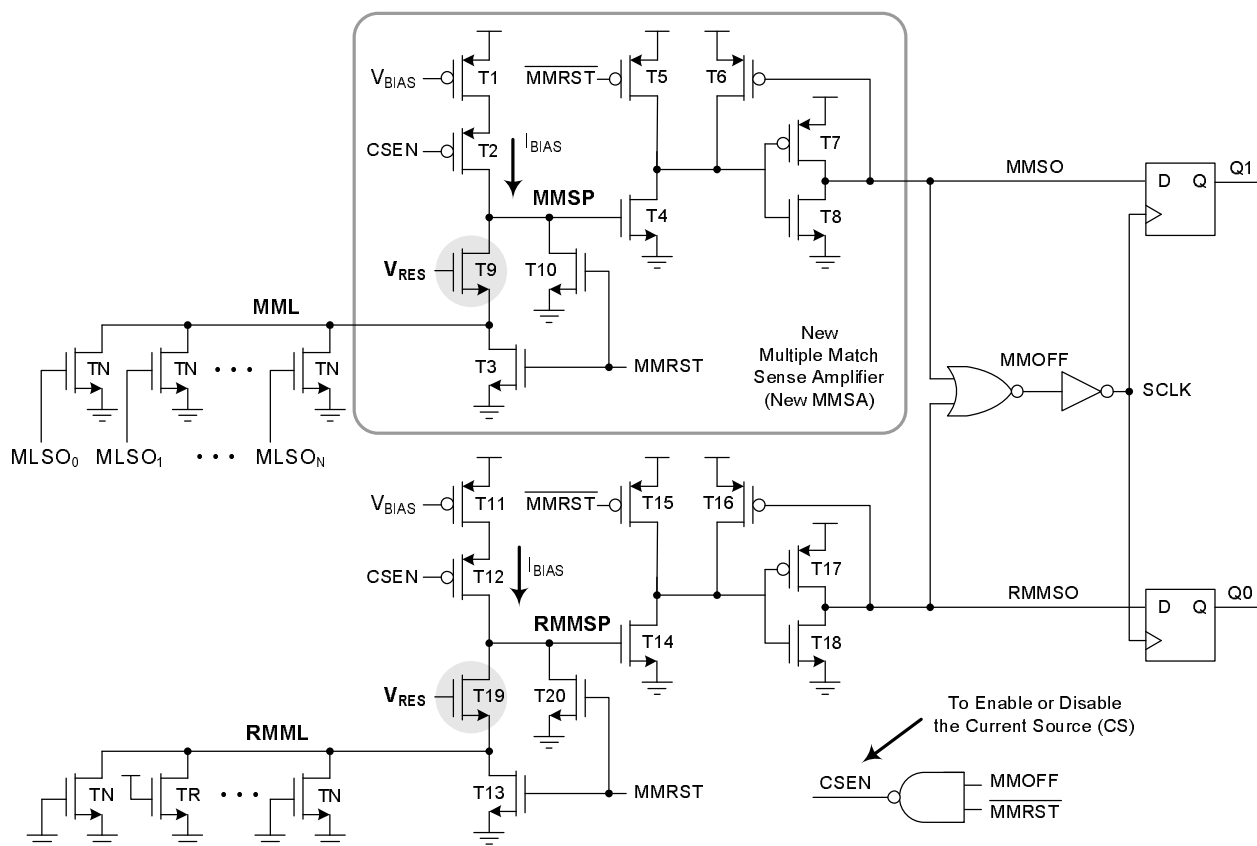 V_BIAS
T1
MMRST
T5
T6
T7
CSEN
T2
I_BIAS
MMSP
T4
T8
MMSO
D Q
Q1
V_RES
T9
T10
MML
TN
TN
• • •
TN
T3
MMRST
New
Multiple Match
Sense Amplifier
(New MMSA)
MMOFF
SCLK
MLSO₀
MLSO₁
• • •
MLSO_N
V_BIAS
T11
MMRST
T15
T16
T17
CSEN
T12
I_BIAS
RMMSP
T14
T18
RMMSO
D Q
Q0
V_RES
T19
T20
RMML
TN
TR
• • •
TN
T13
MMRST
To Enable or Disable
the Current Source (CS)
CSEN
MMOFF
MMRST